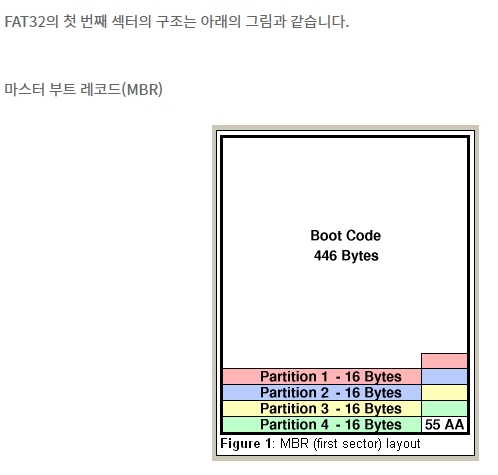 FAT32의 첫 번째 섹터의 구조는 아래의 그림과 같습니다.
마스터 부트 레코드(MBR)
Boot Code
446 Bytes
Partition 1 - 16 Bytes
Partition 2 - 16 Bytes
Partition 3 - 16 Bytes
Partition 4 - 16 Bytes 55 AA
Figure 1: MBR (first sector) layout